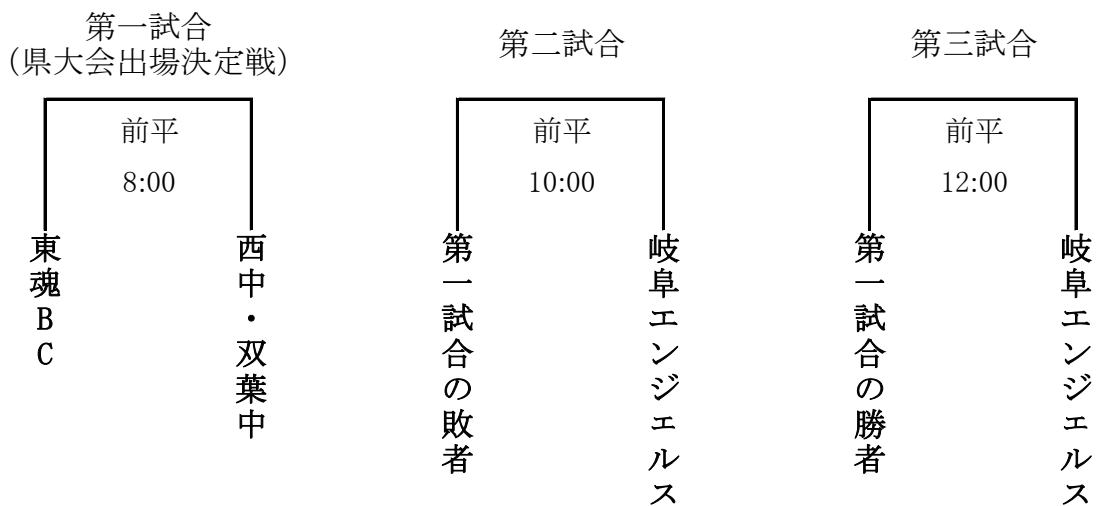 第一試合
(県大会出場決定戦)
前平
8:00
東魂BC
西中・双葉中
第二試合
前平
10:00
第一試合の敗者
岐阜エンジェルス
第三試合
前平
12:00
第一試合の勝者
岐阜エンジェルス